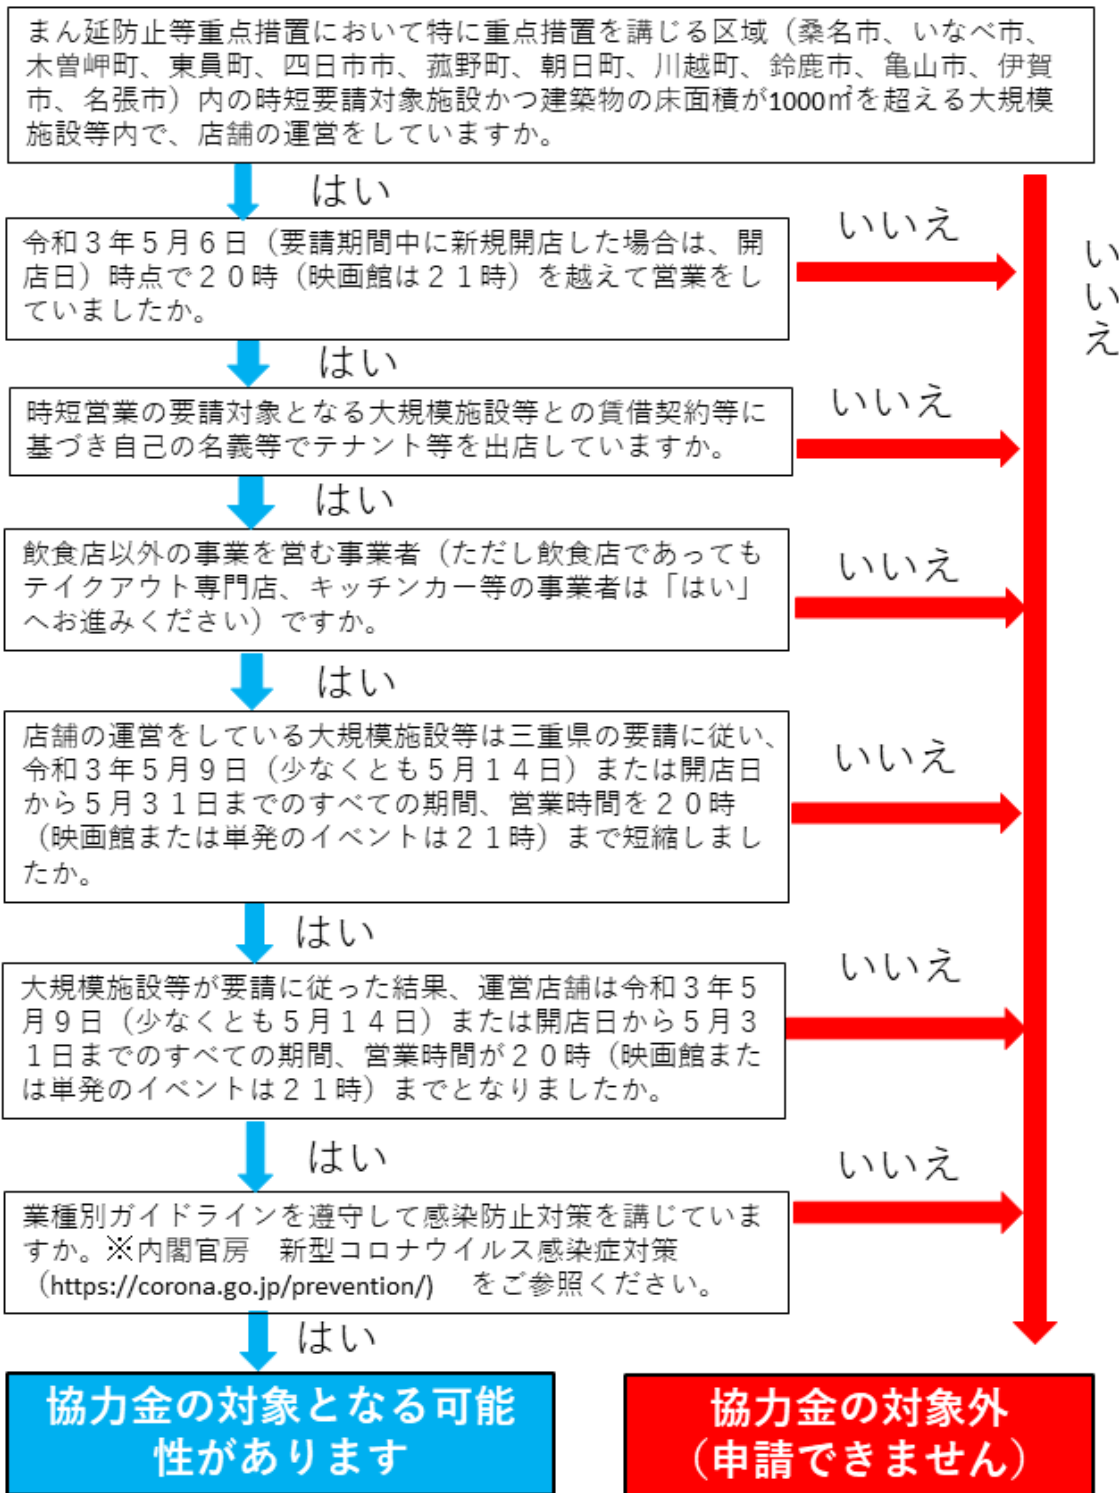 まん延防止等重点措置において特に重点措置を講じる区域（桑名市、いなべ市、
木曽岬町、東員町、四日市市、菰野町、朝日町、川越町、鈴鹿市、亀山市、伊賀
市、名張市）内の時短要請対象施設かつ建築物の床面積が1000㎡を超える大規模
施設等内で、店舗の運営をしていますか。
はい
いいえ
令和３年５月６日（要請期間中に新規開店した場合は、開
店日）時点で２０時（映画館は２１時）を越えて営業をし
ていましたか。
いいえ
はい
時短営業の要請対象となる大規模施設等との賃借契約等に
基づき自己の名義等でテナント等を出店していますか。
いいえ
はい
飲食店以外の事業を営む事業者（ただし飲食店であっても
テイクアウト専門店、キッチンカー等の事業者は「はい」
へお進みください）ですか。
いいえ
はい
店舗の運営をしている大規模施設等は三重県の要請に従い、
令和３年５月９日（少なくとも５月１４日）または開店日
から５月３１日までのすべての期間、営業時間を２０時
（映画館または単発のイベントは２１時）まで短縮しまし
たか。
いいえ
はい
大規模施設等が要請に従った結果、運営店舗は令和３年５
月９日（少なくとも５月１４日）または開店日から５月３
１日までのすべての期間、営業時間が２０時（映画館また
は単発のイベントは２１時）までとなりましたか。
いいえ
はい
業種別ガイドラインを遵守して感染防止対策を講じていま
すか。※内閣官房　新型コロナウイルス感染症対策
（https://corona.go.jp/prevention/)　をご参照ください。
いいえ
はい
協力金の対象となる可能
性があります
協力金の対象外
（申請できません）